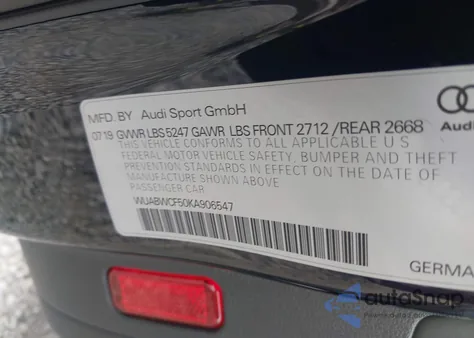 MFD. BY Audi Sport GmbH
07 19 GVWR LBS 5247 GAWR LBS FRONT 2712 /REAR 2668
THIS VEHICLE CONFORMS TO ALL APPLICABLE U S
FEDERAL MOTOR VEHICLE SAFETY, BUMPER AND THEFT
PREVENTION STANDARDS IN EFFECT ON THE DATE OF
MANUFACTURE SHOWN ABOVE
PASSENGER CAR
WUABWCF50KA906547
GERMA
autoSnap